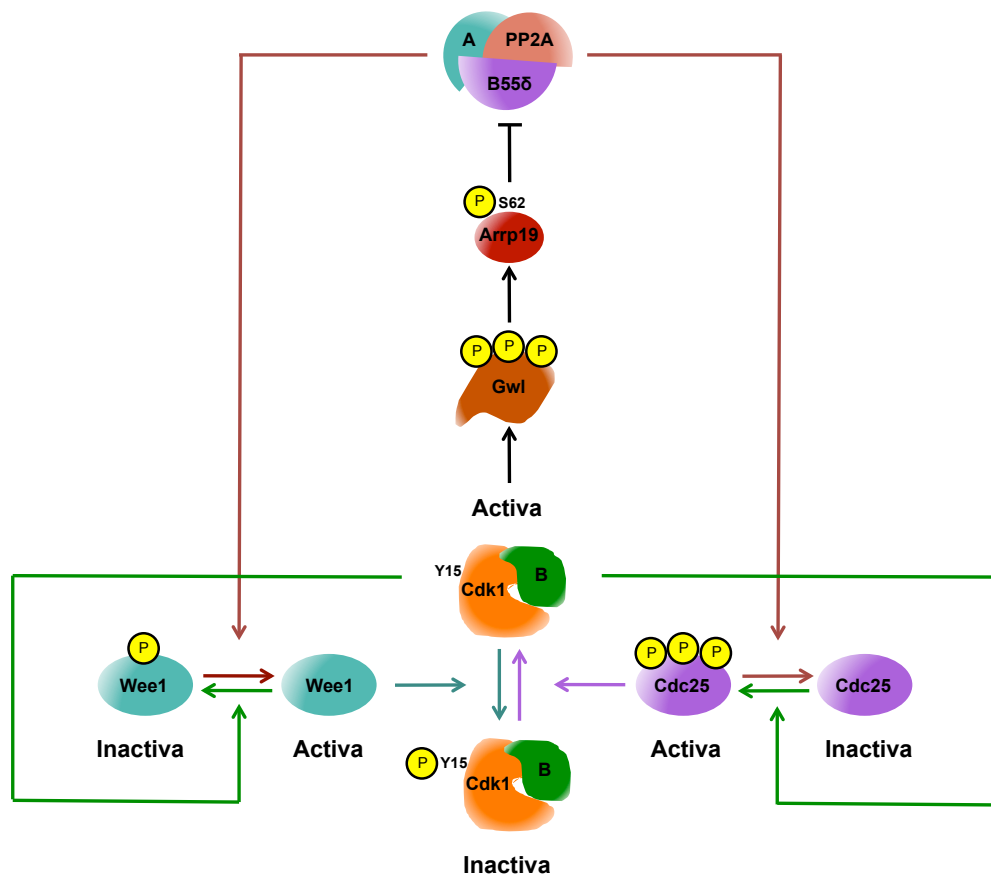 A PP2A
B55δ
P S62
Arrp19
P P P
Gwl
Activa
Y15 Cdk1 B
P
Wee1
Inactiva
Wee1
Activa
P P P
Cdc25
Activa
Cdc25
Inactiva
P Y15 Cdk1 B
Inactiva